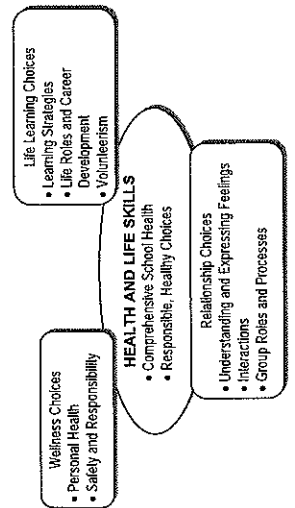 Wellness Choices
• Personal Health
• Safety and Responsibility
Life Learning Choices
• Learning Strategies
• Life Roles and Career
Development
• Volunteerism
HEALTH AND LIFE SKILLS
• Comprehensive School Health
• Responsible, Healthy Choices
Relationship Choices
• Understanding and Expressing Feelings
• Interactions
• Group Roles and Processes